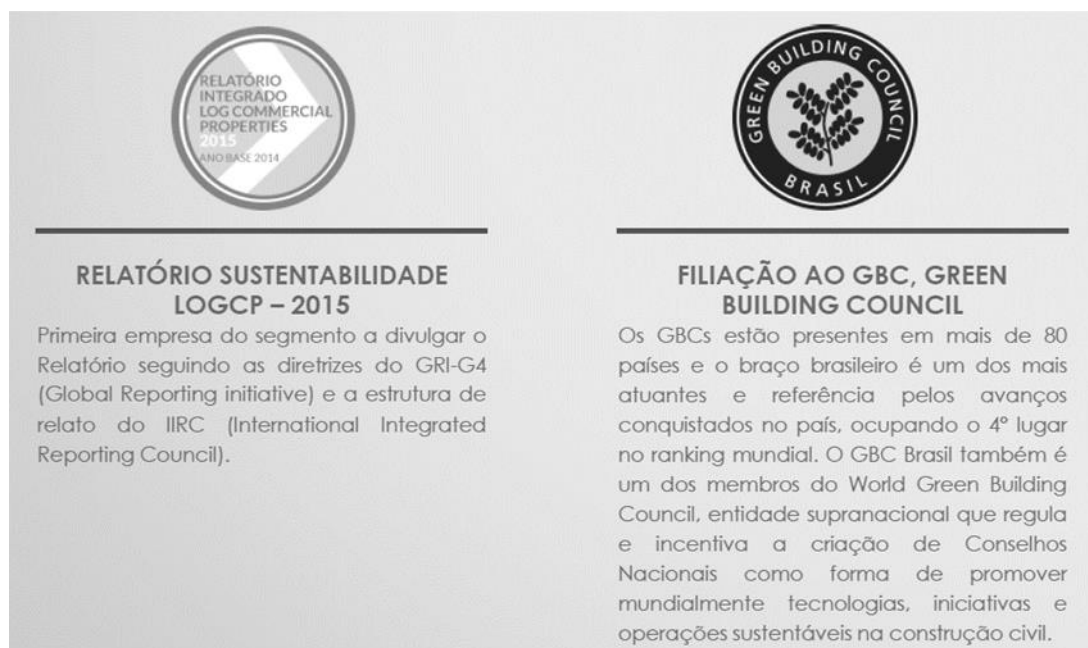 RELATÓRIO
INTEGRADO
LOG COMMERCIAL
PROPERTIES
2015
ANO BASE 2014
RELATÓRIO SUSTENTABILIDADE
LOGCP – 2015
Primeira empresa do segmento a divulgar o
Relatório seguindo as diretrizes do GRI-G4
(Global Reporting initiative) e a estrutura de
relato do IIRC (International Integrated
Reporting Council).
GREEN BUILDING COUNCIL
BRASIL
FILIAÇÃO AO GBC, GREEN
BUILDING COUNCIL
Os GBCs estão presentes em mais de 80
países e o braço brasileiro é um dos mais
atuantes e referência pelos avanços
conquistados no país, ocupando o 4º lugar
no ranking mundial. O GBC Brasil também é
um dos membros do World Green Building
Council, entidade supranacional que regula
e incentiva a criação de Conselhos
Nacionais como forma de promover
mundialmente tecnologias, iniciativas e
operações sustentáveis na construção civil.